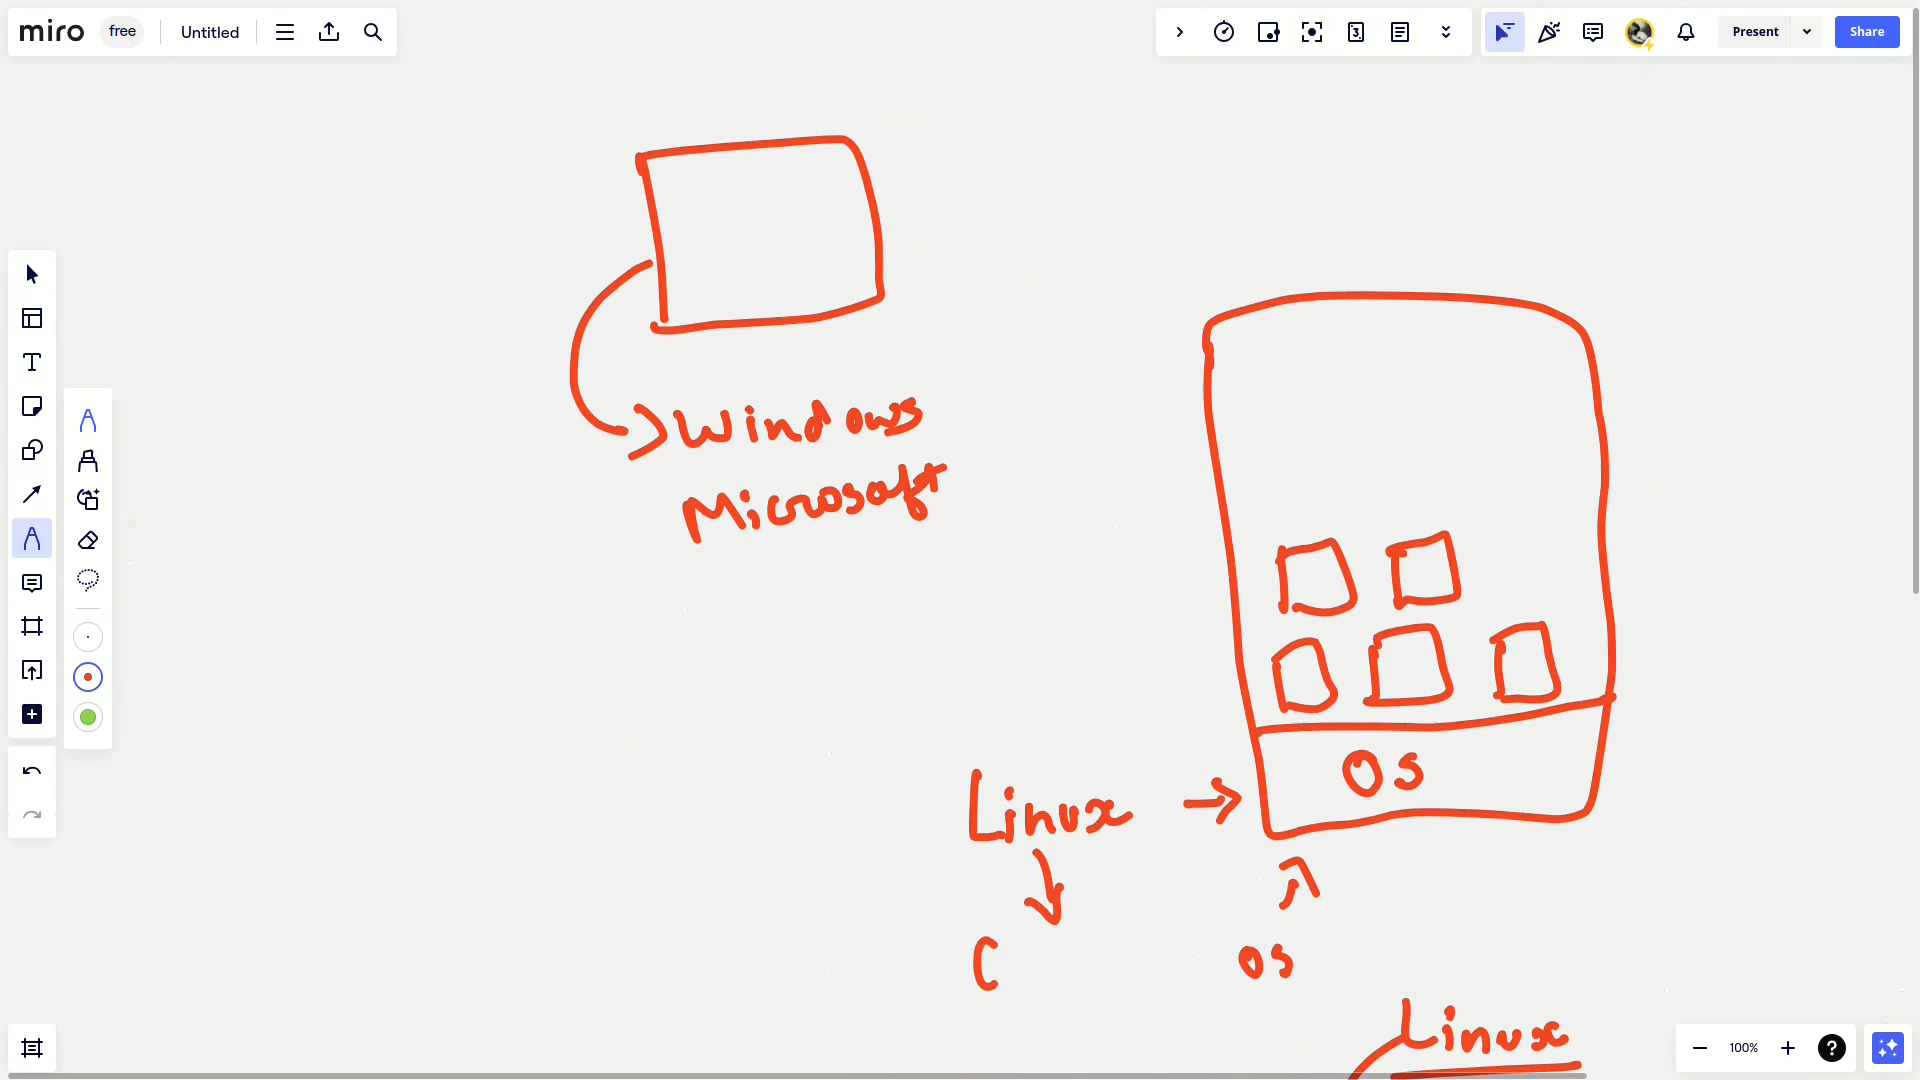 miro free Untitled
Present Share
Windows
Microsoft
OS
Linux
C
OS
Linux
100%